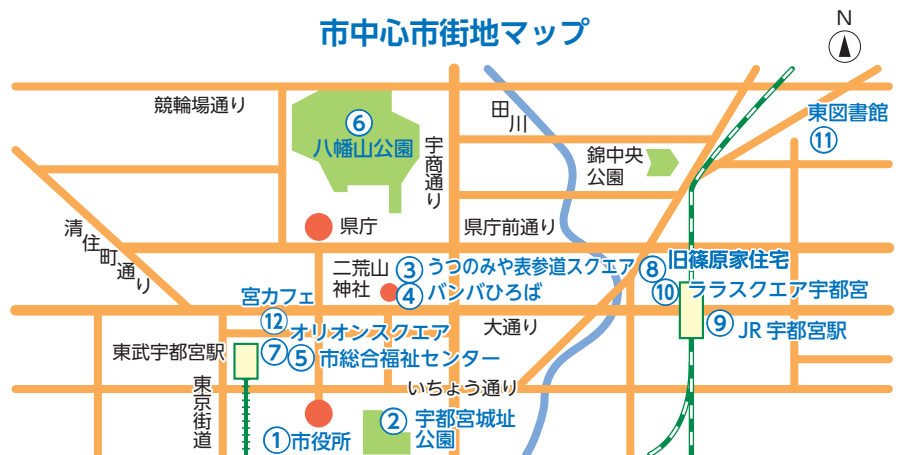 市中心市街地マップ
N
競輪場通り
⑥
八幡山公園
宇商通り
田川
錦中央
公園
東図書館
⑪
清住町通り
県庁
県庁前通り
二荒山
神社
③うつのみや表参道スクエア
④バンバひろば
⑧旧篠原家住宅
⑩ララスクエア宇都宮
宮カフェ
⑫オリオンスクエア
大通り
⑨JR宇都宮駅
東武宇都宮駅
⑦⑤市総合福祉センター
いちょう通り
東京街道
①市役所
②宇都宮城址
公園